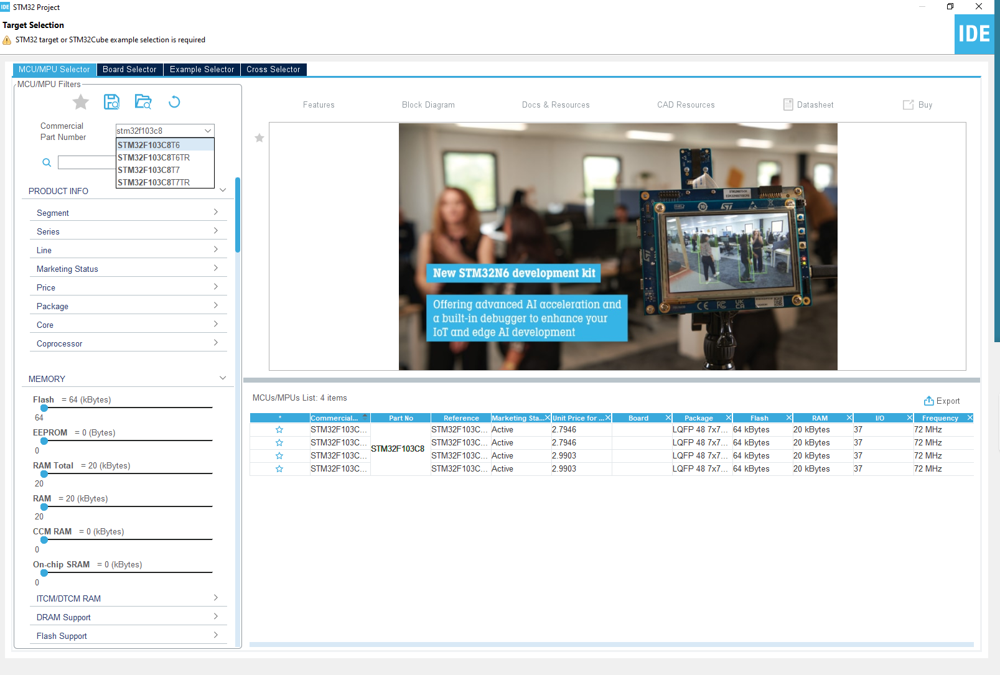 IDE STM32 Project
Target Selection
STM32 target or STM32Cube example selection is required
IDE
MCU/MPU Selector Board Selector Example Selector Cross Selector
MCU/MPU Filters
Commercial
Part Number
stm32f103c8
STM32F103C8T6
STM32F103C8T6TR
STM32F103C8T7
STM32F103C8T7TR
PRODUCT INFO
Segment
Series
Line
Marketing Status
Price
Package
Core
Coprocessor
MEMORY
Flash = 64 (kBytes)
64
EEPROM = 0 (Bytes)
0
RAM Total = 20 (kBytes)
20
RAM = 20 (kBytes)
20
CCM RAM = 0 (kBytes)
0
On-chip SRAM = 0 (kBytes)
0
ITCM/DTCM RAM
DRAM Support
Flash Support
Features Block Diagram Docs & Resources CAD Resources Datasheet Buy
New STM32N6 development kit
Offering advanced AI acceleration and
a built-in debugger to enhance your
IoT and edge AI development
MCUs/MPUs List: 4 items
Export
* Commercial... Part No Reference Marketing Sta... Unit Price for ... Board Package Flash RAM I/O Frequency
STM32F103C... STM32F103C... Active 2.7946 LQFP 48 7x7... 64 kBytes 20 kBytes 37 72 MHz
STM32F103C... STM32F103C... Active 2.7946 LQFP 48 7x7... 64 kBytes 20 kBytes 37 72 MHz
STM32F103C8
STM32F103C... STM32F103C... Active 2.9903 LQFP 48 7x7... 64 kBytes 20 kBytes 37 72 MHz
STM32F103C... STM32F103C... Active 2.9903 LQFP 48 7x7... 64 kBytes 20 kBytes 37 72 MHz